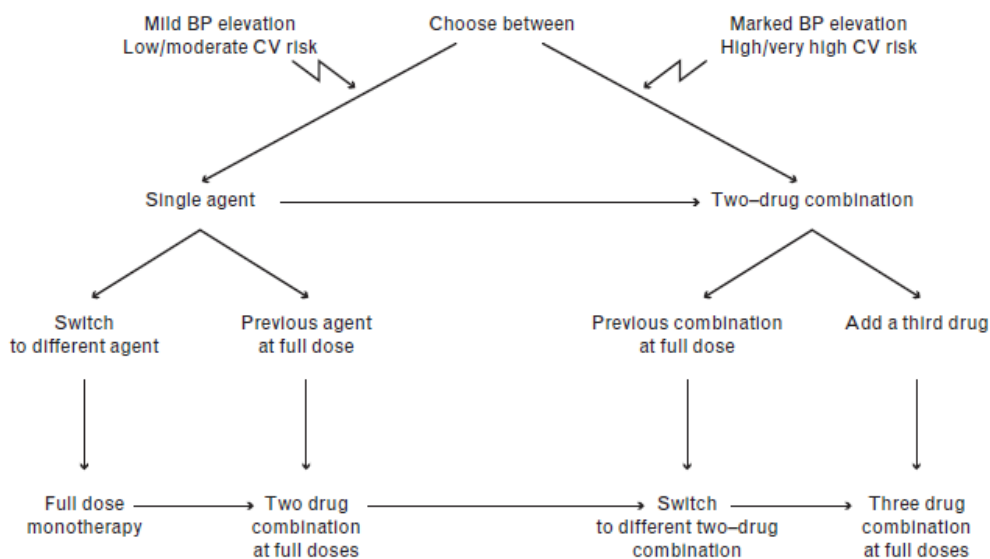 Mild BP elevation
Low/moderate CV risk
Choose between
Marked BP elevation
High/very high CV risk
Single agent
Two–drug combination
Switch
to different agent
Previous agent
at full dose
Previous combination
at full dose
Add a third drug
Full dose
monotherapy
Two drug
combination
at full doses
Switch
to different two–drug
combination
Three drug
combination
at full doses